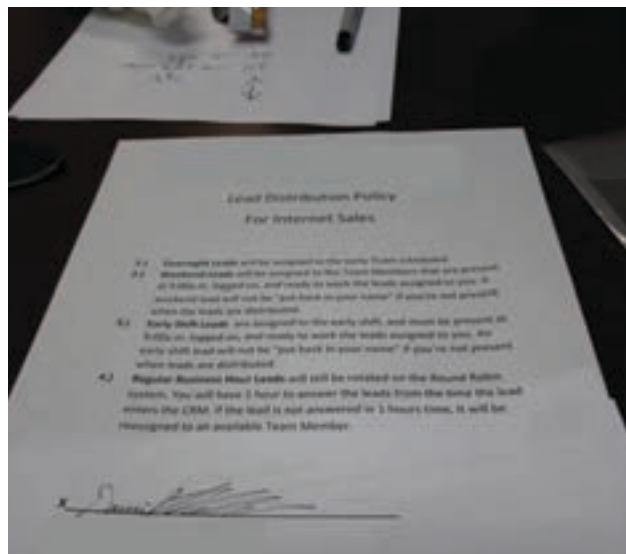 Lead Distribution Policy
For Internet Sales
1.) Overnight Leads will be assigned to the early Team scheduled
2.) Weekend Leads will be assigned to the Team Members that are present
at 9:00a.m, logged on, and ready to work the leads assigned to you. A
weekend lead will not be "put back in your name" if you're not present
when the leads are distributed
3.) Early Shift Leads are assigned to the early shift, and must be present at
logged on, and ready to work the leads assigned to you. An
early shift lead will not be "put back in your name" if you're not present
when leads are distributed
4.) Regular Business Hour Leads will still be rotated on the Round Robin
system. You will have 1 hour to answer the leads from the time the lead
enters the CRM. If the lead is not answered in 1 hours time, it will be
reassigned to an available Team Member.
x